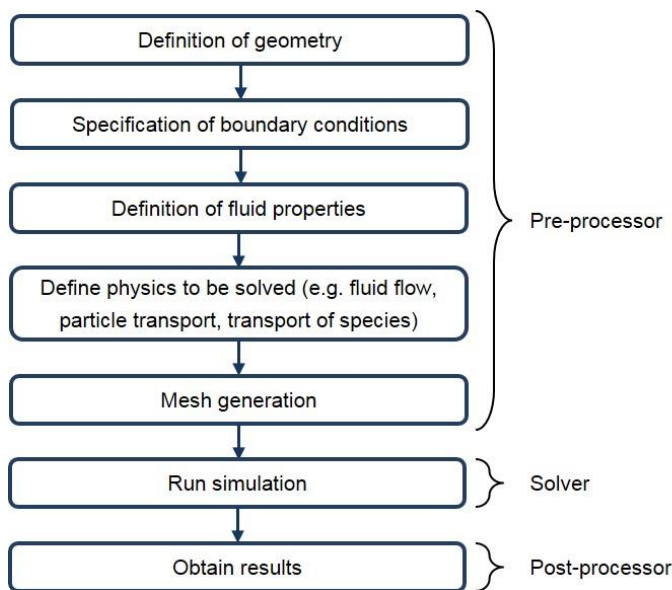 Definition of geometry
Specification of boundary conditions
Definition of fluid properties
Define physics to be solved (e.g. fluid flow,
particle transport, transport of species)
Mesh generation
Pre-processor
Run simulation
Solver
Obtain results
Post-processor